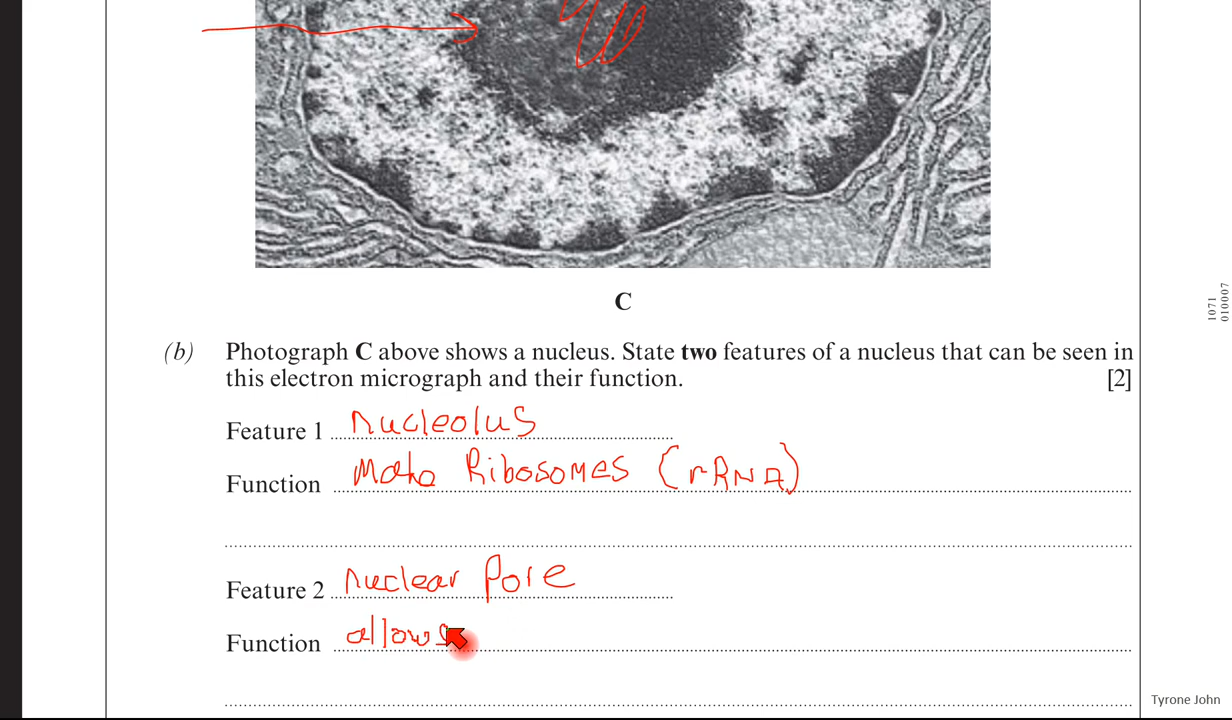 C
(b) Photograph C above shows a nucleus. State two features of a nucleus that can be seen in
this electron micrograph and their function. [2]
Feature 1 Nucleolus
Function Make Ribosomes (rRNA)
Feature 2 Nuclear Pore
Function allows
1071
010007
Tyrone John